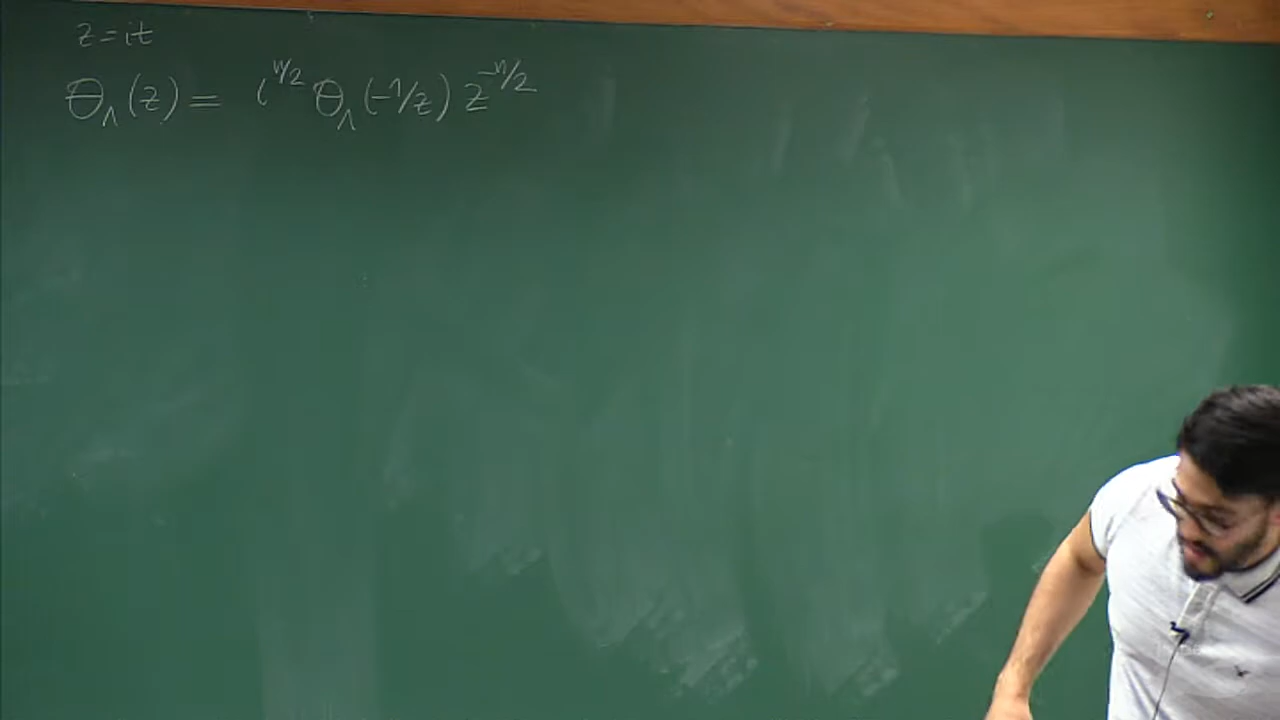 z = it
Θ_Λ(z) = i^{n/2} Θ_Λ(-1/z) z^{-n/2}